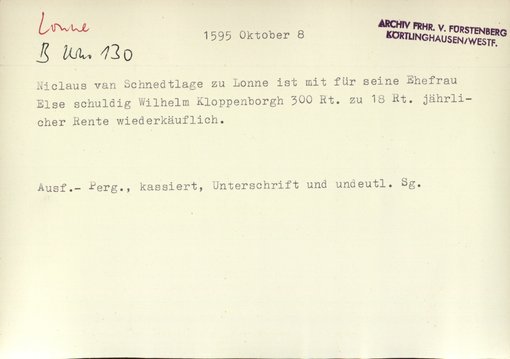 Lonne
B Uk. 130
1595 Oktober 8
ARCHIV FRHR. V. FÜRSTENBERG
KÖRTLINGHAUSEN/WESTF.
Niclaus van Schnedtlage zu Lonne ist mit für seine Ehefrau
Else schuldig Wilhelm Kloppenborgh 300 Rt. zu 18 Rt. jährli-
cher Rente wiederkäuflich.
Ausf.- Perg., kassiert, Unterschrift und undeutl. Sg.